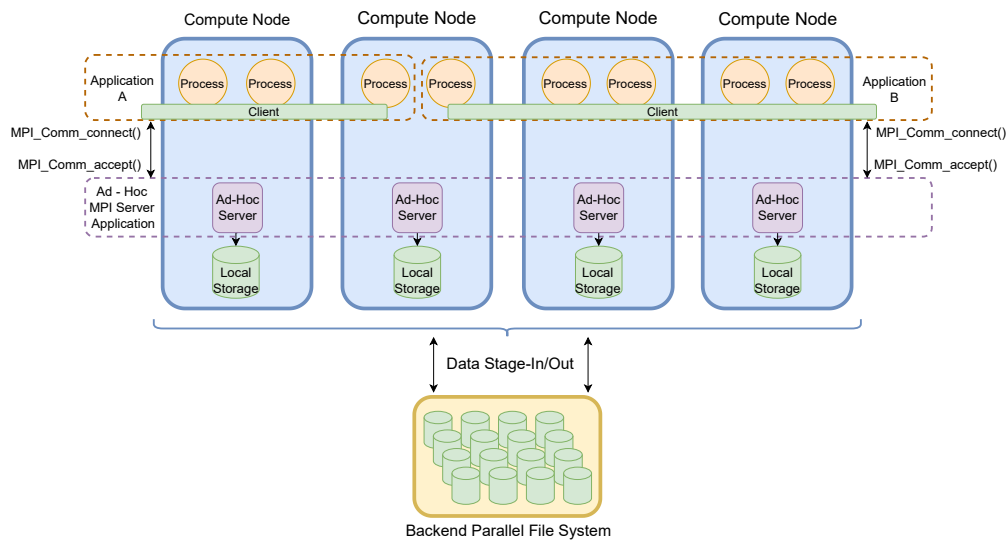 Compute Node
Compute Node
Compute Node
Compute Node
Application
A
Process
Process
Process
Process
Process
Process
Process
Process
Application
B
Client
Client
MPI_Comm_connect()
MPI_Comm_accept()
MPI_Comm_connect()
MPI_Comm_accept()
Ad - Hoc
MPI Server
Application
Ad-Hoc
Server
Ad-Hoc
Server
Ad-Hoc
Server
Ad-Hoc
Server
Local
Storage
Local
Storage
Local
Storage
Local
Storage
Data Stage-In/Out
Backend Parallel File System